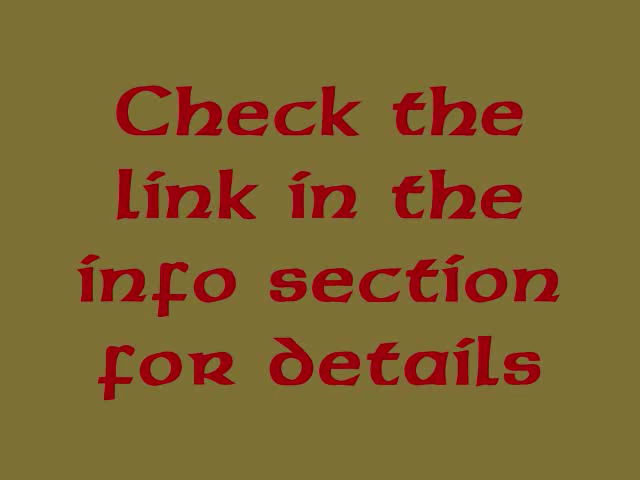 Check the
link in the
info section
for details